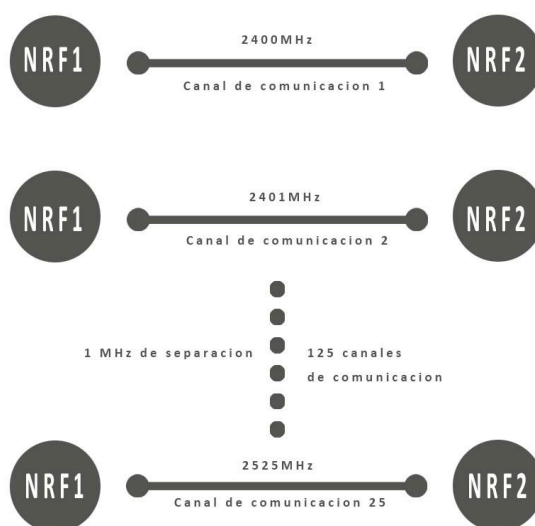 2400MHz
NRF1 NRF2
Canal de comunicacion 1
2401MHz
NRF1 NRF2
Canal de comunicacion 2
1 MHz de separacion
125 canales
de comunicacion
2525MHz
NRF1 NRF2
Canal de comunicacion 25